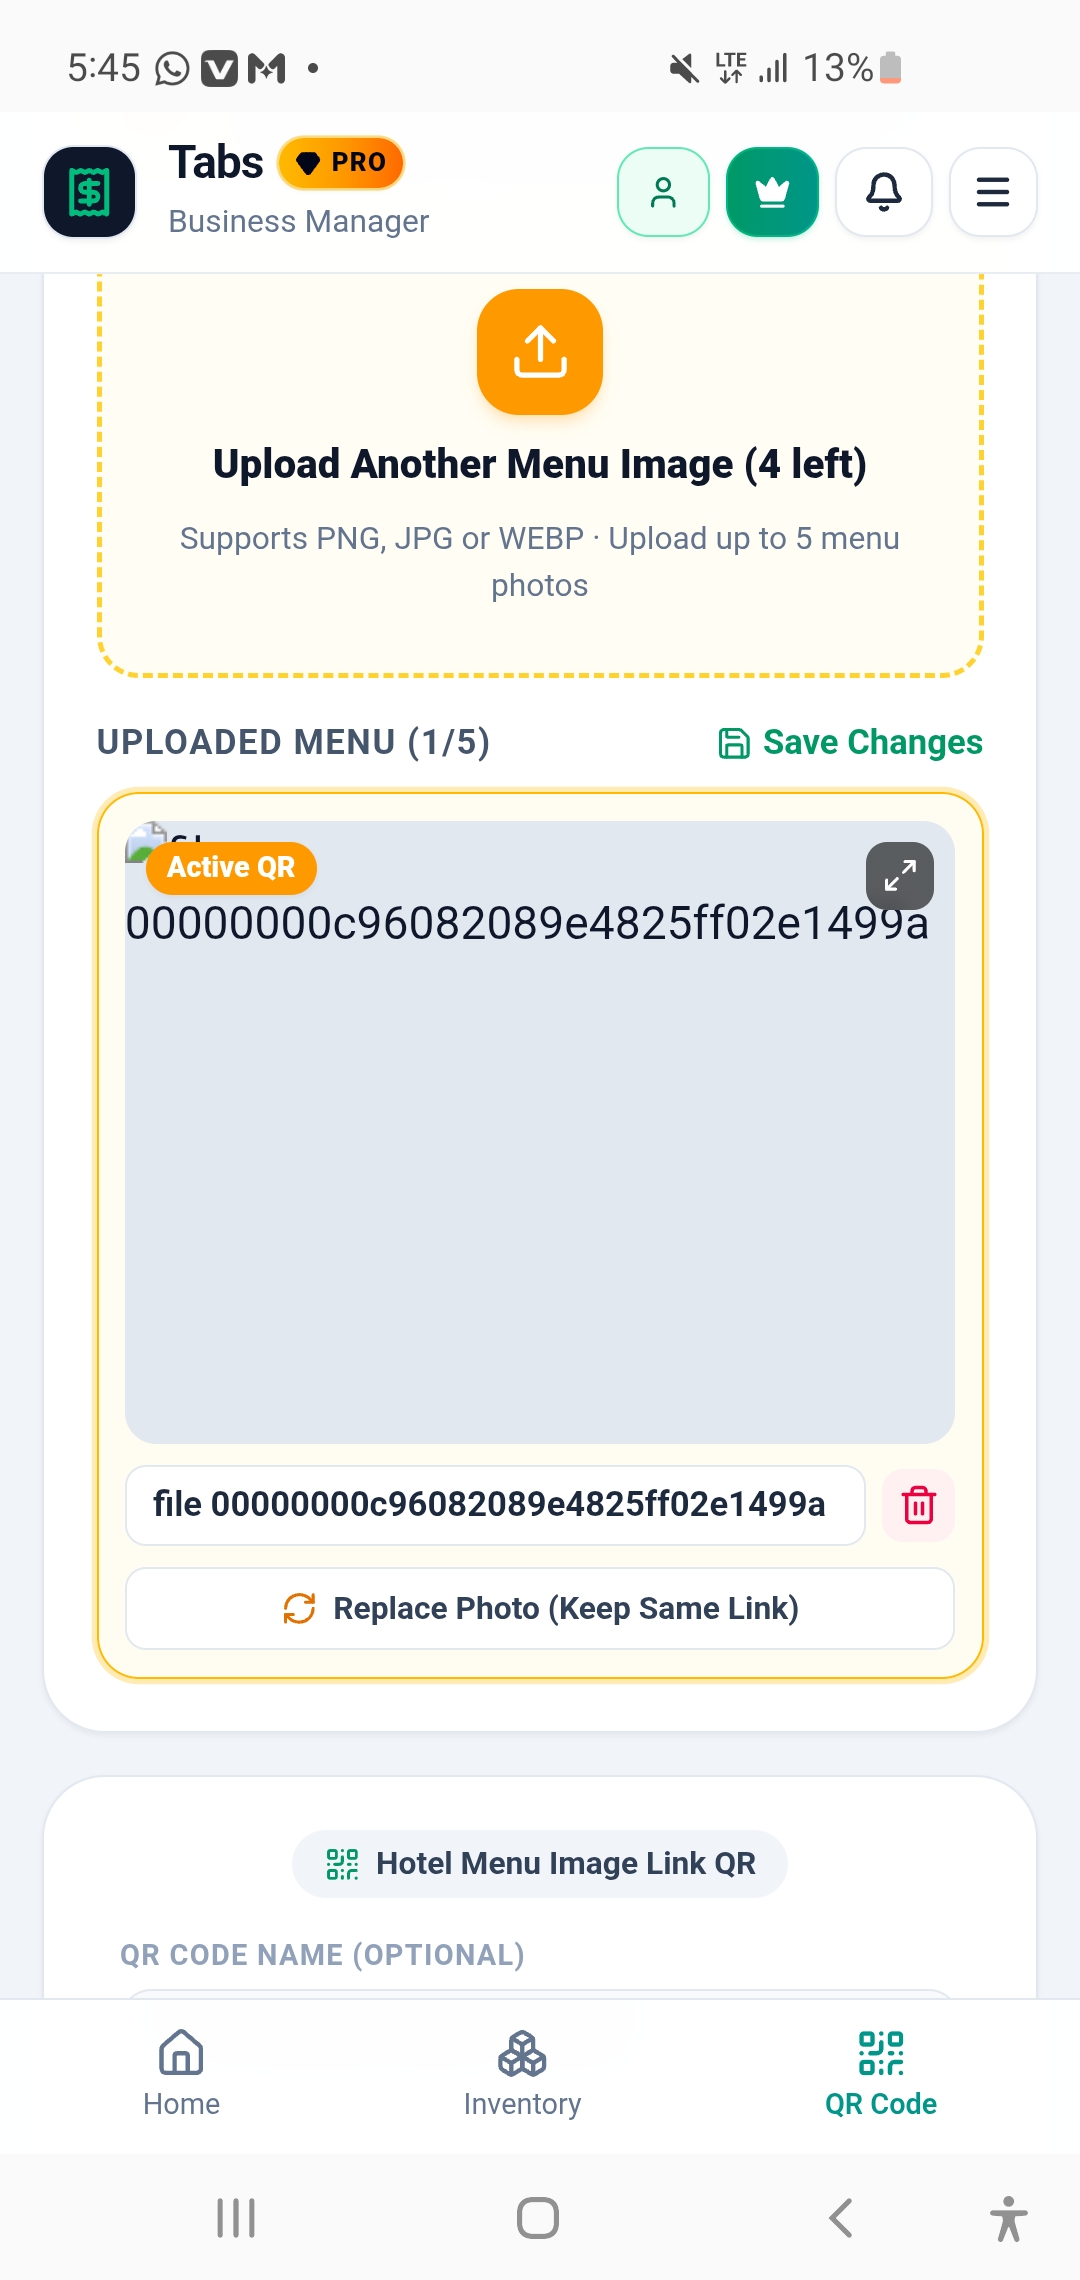 5:45
LTE
13%
Tabs
PRO
Business Manager
Upload Another Menu Image (4 left)
Supports PNG, JPG or WEBP · Upload up to 5 menu
photos
UPLOADED MENU (1/5)
Save Changes
Active QR
00000000c96082089e4825ff02e1499a
file 00000000c96082089e4825ff02e1499a
Replace Photo (Keep Same Link)
Hotel Menu Image Link QR
QR CODE NAME (OPTIONAL)
Home
Inventory
QR Code